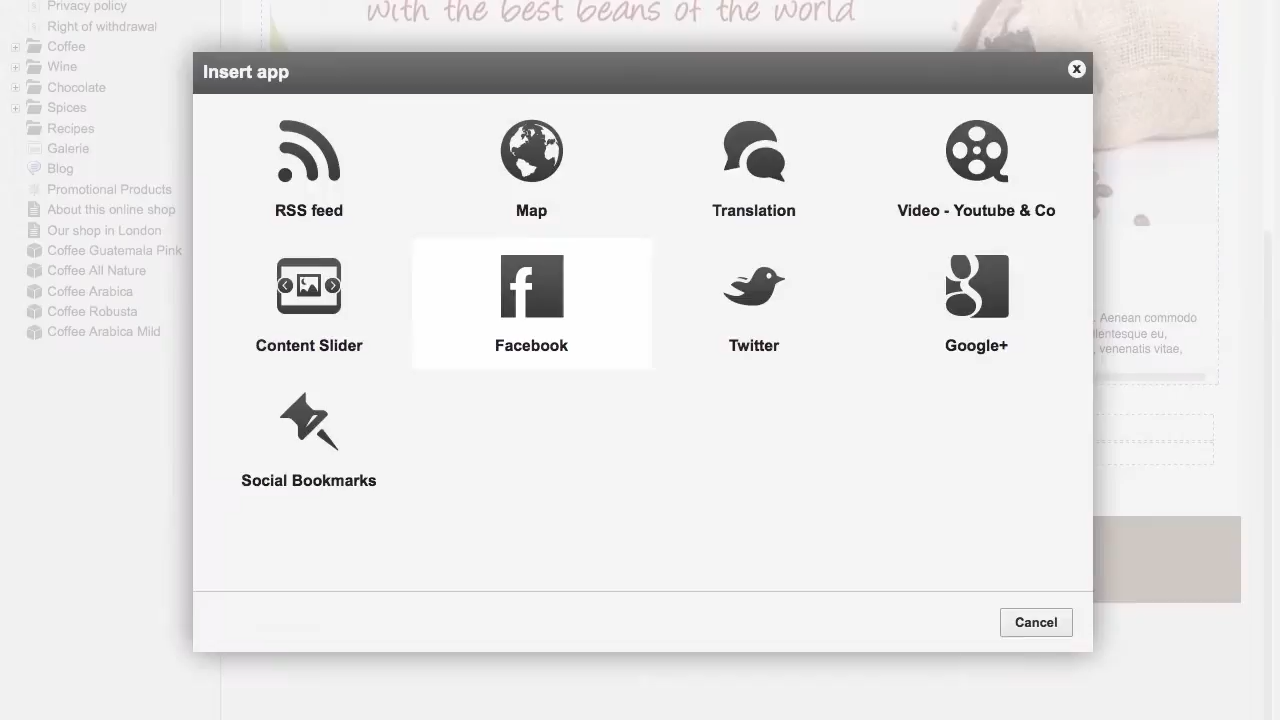 with the best beans of the world
Privacy policy
Right of withdrawal
Coffee
Wine
Chocolate
Spices
Recipes
Galerie
Blog
Promotional Products
About this online shop
Our shop in London
Coffee Guatemala Pink
Coffee All Nature
Coffee Arabica
Coffee Robusta
Coffee Arabica Mild
Insert app
RSS feed
Map
Translation
Video - Youtube & Co
Content Slider
Facebook
Twitter
Google+
Social Bookmarks
. Aenean commodo
llentesque eu,
, venenatis vitae,
Cancel